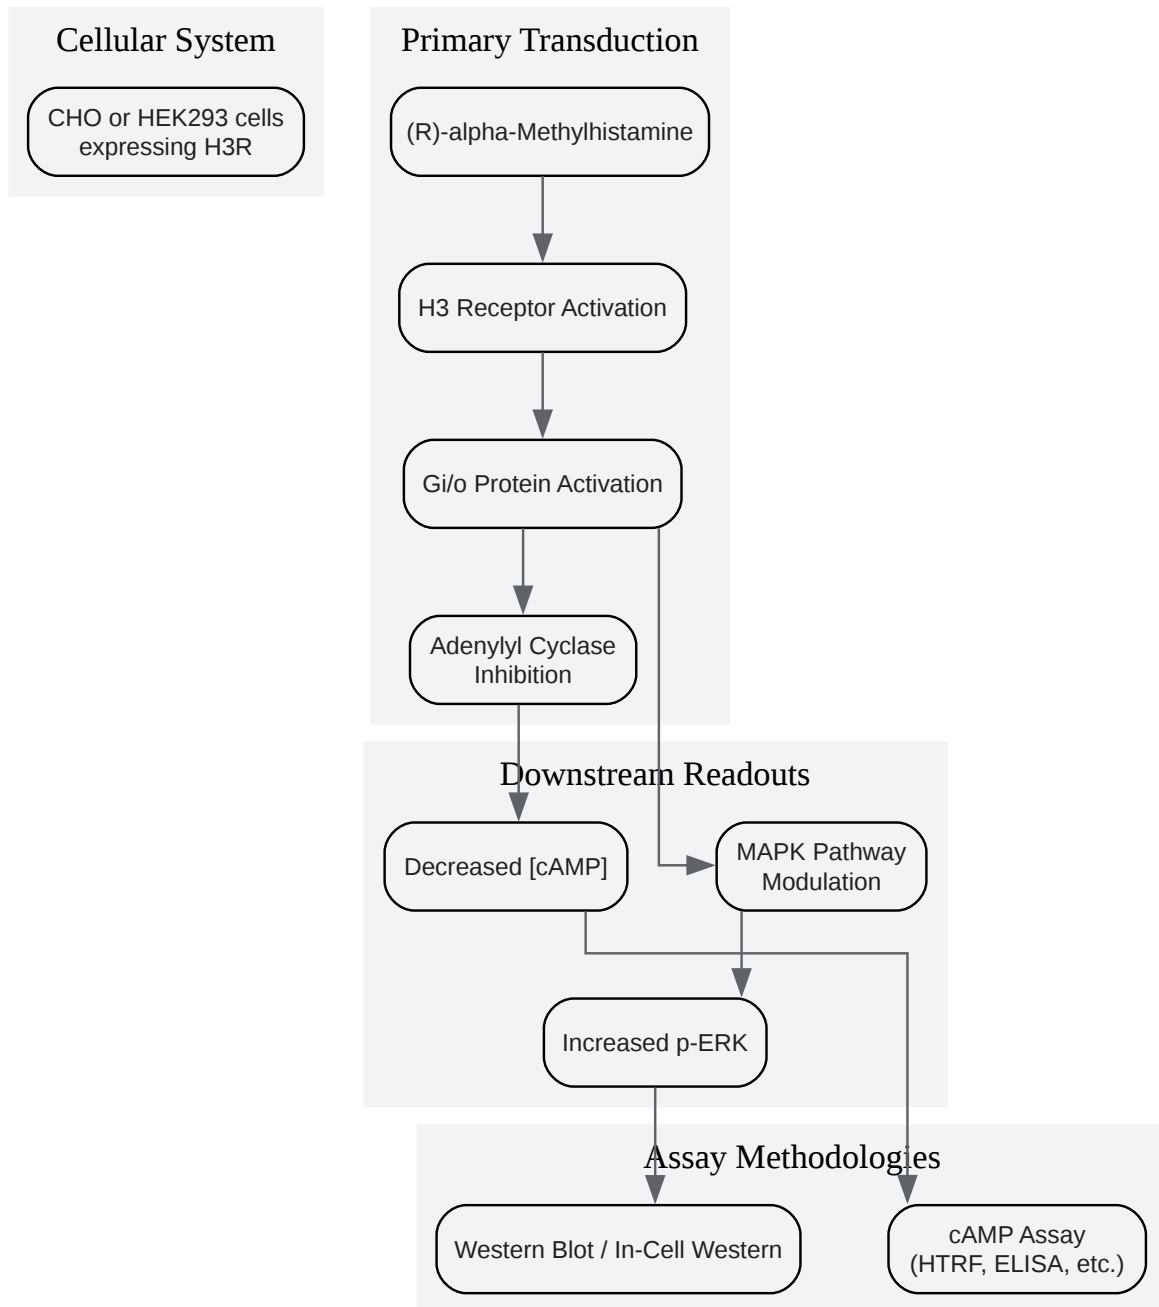 Cellular System
CHO or HEK293 cells
expressing H3R
Primary Transduction
(R)-alpha-Methylhistamine
H3 Receptor Activation
Gi/o Protein Activation
Adenylyl Cyclase
Inhibition
Downstream Readouts
Decreased [cAMP]
MAPK Pathway
Modulation
Increased p-ERK
Assay Methodologies
Western Blot / In-Cell Western
cAMP Assay
(HTRF, ELISA, etc.)